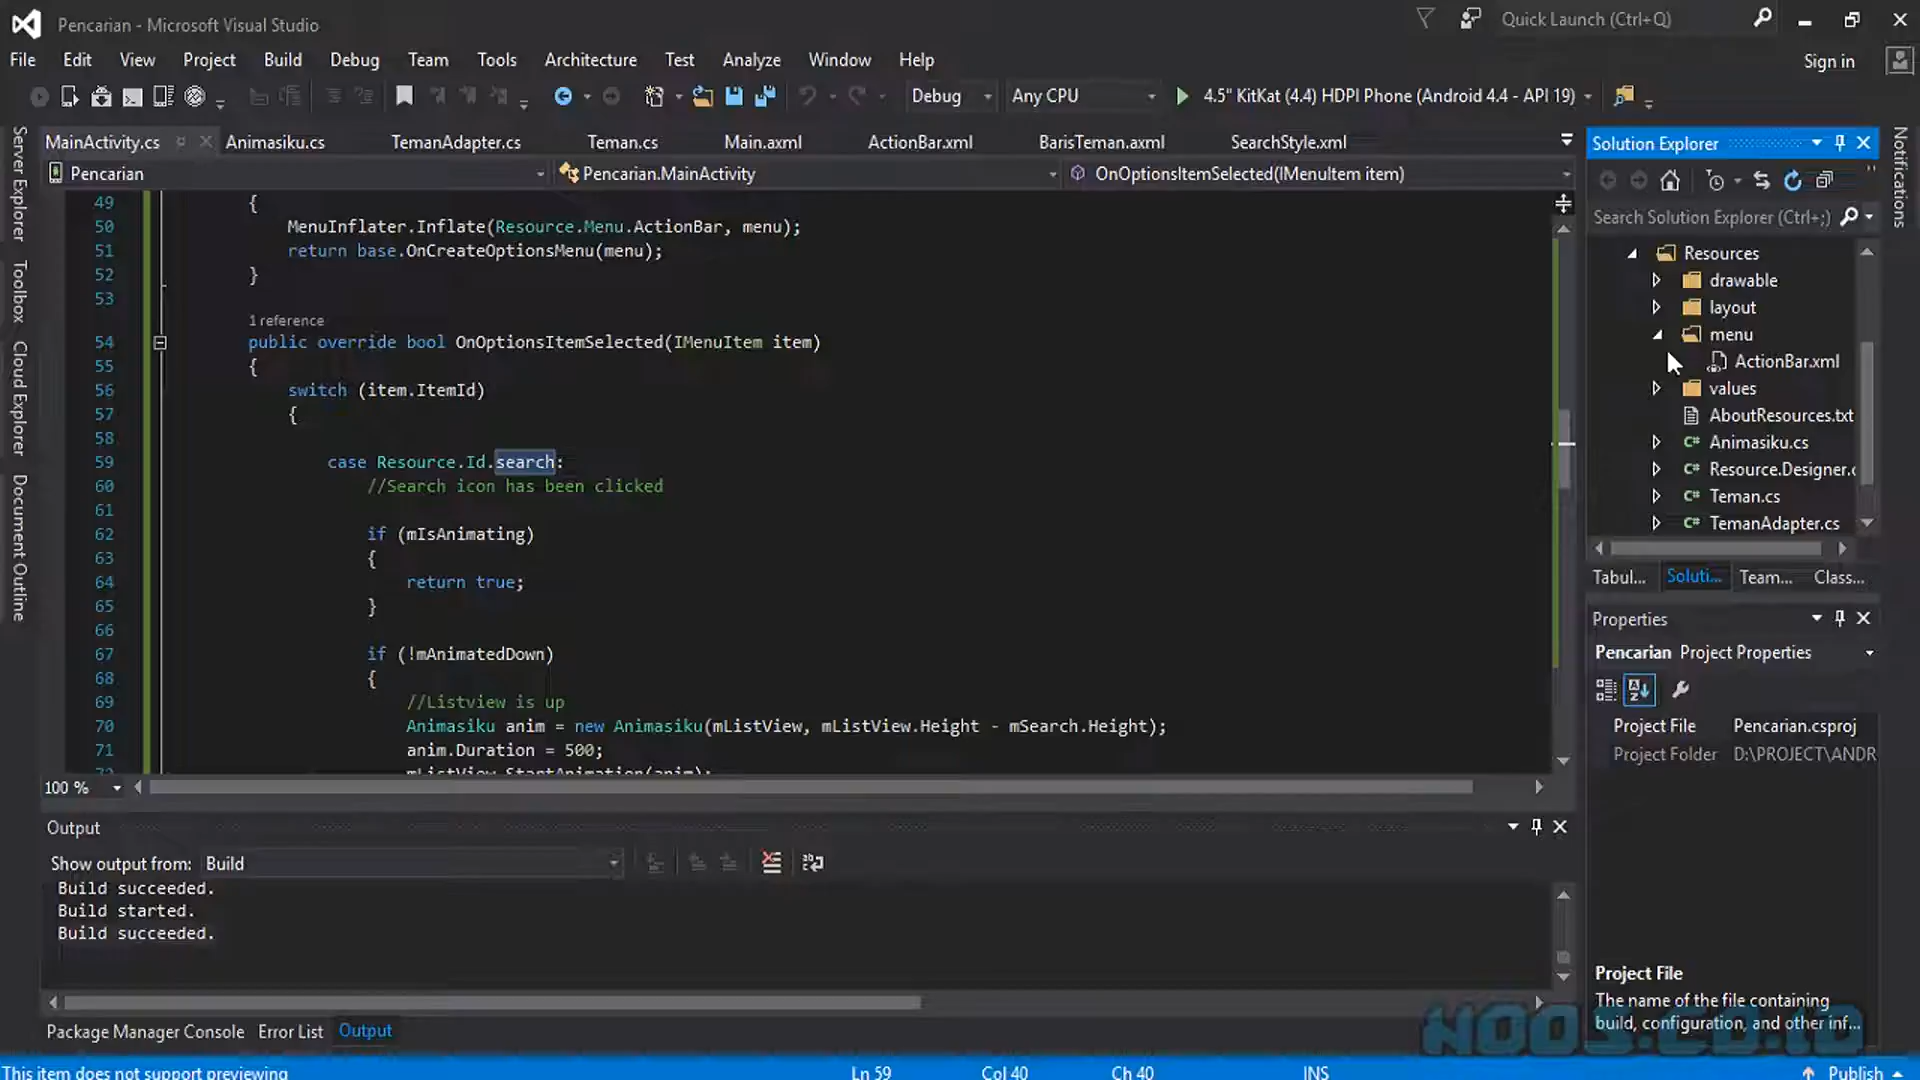 Pencarian - Microsoft Visual Studio
Quick Launch (Ctrl+Q)
File Edit View Project Build Debug Team Tools Architecture Test Analyze Window Help
Sign in
Debug Any CPU 4.5" KitKat (4.4) HDPI Phone (Android 4.4 - API 19)
MainActivity.cs Animasiku.cs TemanAdapter.cs Teman.cs Main.axml ActionBar.xml BarisTeman.axml SearchStyle.xml
Pencarian Pencarian.MainActivity OnOptionsItemSelected(IMenuItem item)
Server Explorer
Toolbox
Cloud Explorer
Document Outline
49 {
50 MenuInflater.Inflate(Resource.Menu.ActionBar, menu);
51 return base.OnCreateOptionsMenu(menu);
52 }
53
1 reference
54 public override bool OnOptionsItemSelected(IMenuItem item)
55 {
56 switch (item.ItemId)
57 {
58
59 case Resource.Id.search:
60 //Search icon has been clicked
61
62 if (mIsAnimating)
63 {
64 return true;
65 }
66
67 if (!mAnimatedDown)
68 {
69 //Listview is up
70 Animasiku anim = new Animasiku(mListView, mListView.Height - mSearch.Height);
71 anim.Duration = 500;
72 mListView.StartAnimation(anim);
100 %
Output
Show output from: Build
Build succeeded.
Build started.
Build succeeded.
Package Manager Console Error List Output
Solution Explorer
Search Solution Explorer (Ctrl+;)
Resources
drawable
layout
menu
ActionBar.xml
values
AboutResources.txt
Animasiku.cs
Resource.Designer.c
Teman.cs
TemanAdapter.cs
Tabul... Soluti... Team... Class...
Properties
Pencarian Project Properties
Project File Pencarian.csproj
Project Folder D:\PROJECT\ANDR
Project File
The name of the file containing
build, configuration, and other inf...
Notifications
NOOS.CO.ID
This item does not support previewing Ln 59 Col 40 Ch 40 INS Publish